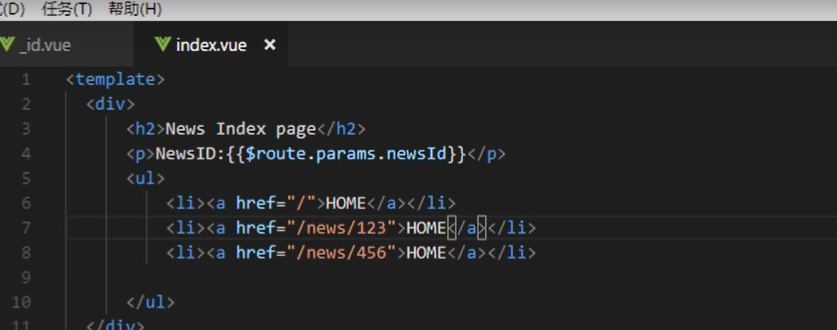 (D) 任务(T) 帮助(H)
_id.vue index.vue ×
1 <template>
2 <div>
3 <h2>News Index page</h2>
4 <p>NewsID:{{$route.params.newsId}}</p>
5 <ul>
6 <li><a href="/">HOME</a></li>
7 <li><a href="/news/123">HOME</a></li>
8 <li><a href="/news/456">HOME</a></li>
9
10 </ul>
11 </div>